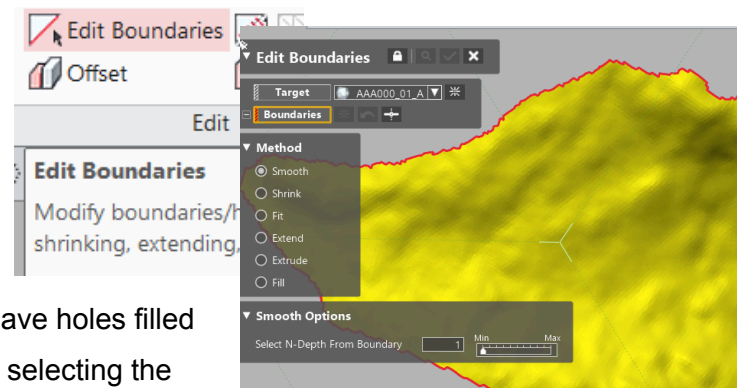 Edit Boundaries
Offset
Edit
Edit Boundaries
Modify boundaries/h
shrinking, extending,
ave holes filled
selecting the
Edit Boundaries
Target AAA000_01_A
Boundaries
Method
Smooth
Shrink
Fit
Extend
Extrude
Fill
Smooth Options
Select N-Depth From Boundary 1 Min Max